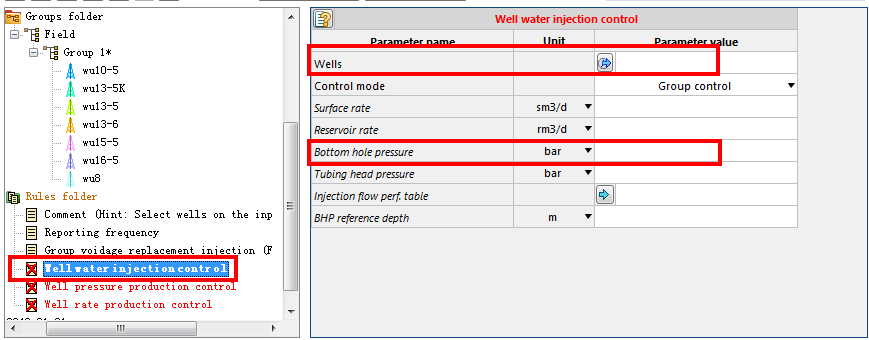 Groups folder
Field
Group 1*
wu10-5
wu13-5K
wu13-5
wu13-6
wu15-5
wu16-5
wu8
Rules folder
Comment (Hint: Select wells on the inp
Reporting frequency
Group voidage replacement injection (F
Well water injection control
Well pressure production control
Well rate production control
Well water injection control
Parameter name Unit Parameter value
Wells
Control mode Group control
Surface rate sm3/d
Reservoir rate rm3/d
Bottom hole pressure bar
Tubing head pressure bar
Injection flow perf. table
BHP reference depth m